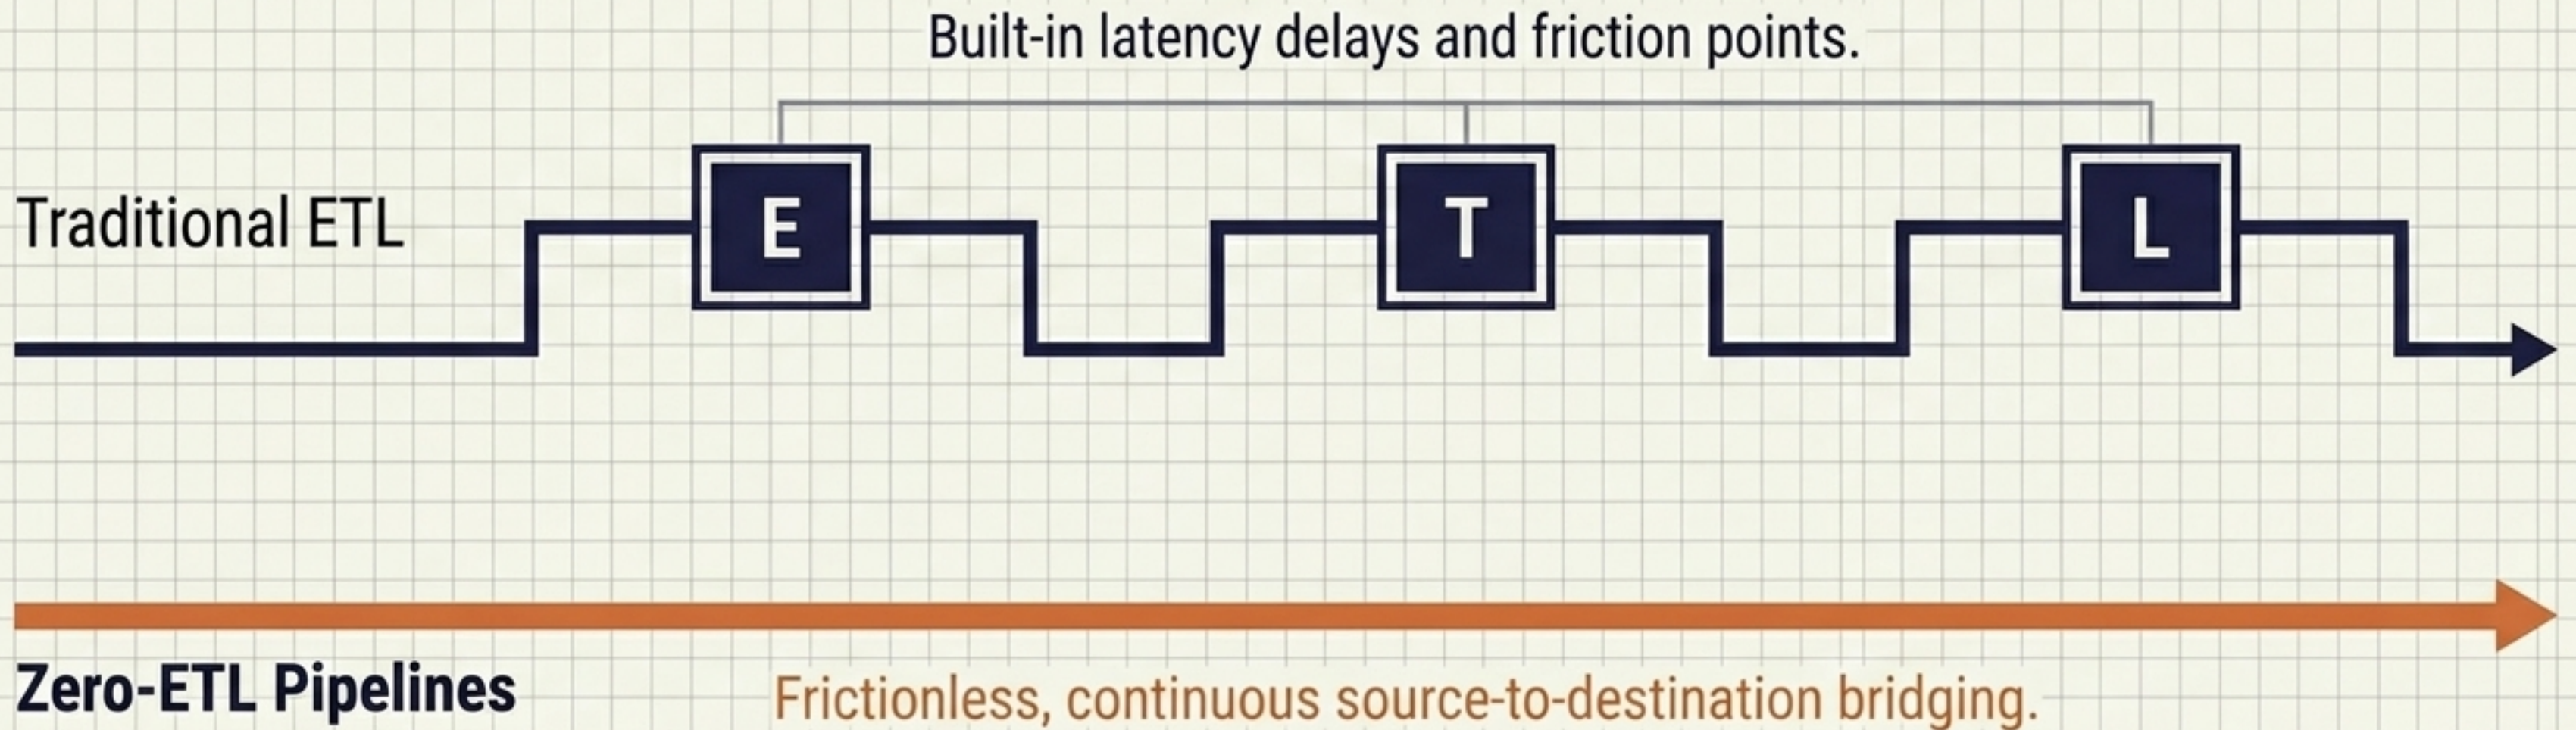 Built-in latency delays and friction points.
Traditional ETL
E
T
L
Zero-ETL Pipelines
Frictionless, continuous source-to-destination bridging.